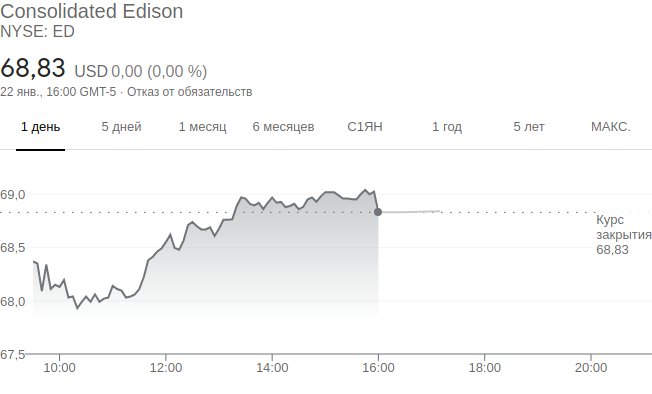 Consolidated Edison
NYSE: ED
68,83 USD 0,00 (0,00 %)
22 янв., 16:00 GMT-5 · Отказ от обязательств
1 день 5 дней 1 месяц 6 месяцев С1ЯН 1 год 5 лет МАКС.
69,0
Курс
закрытия
68,83
68,5
68,0
67,5
10:00 12:00 14:00 16:00 18:00 20:00